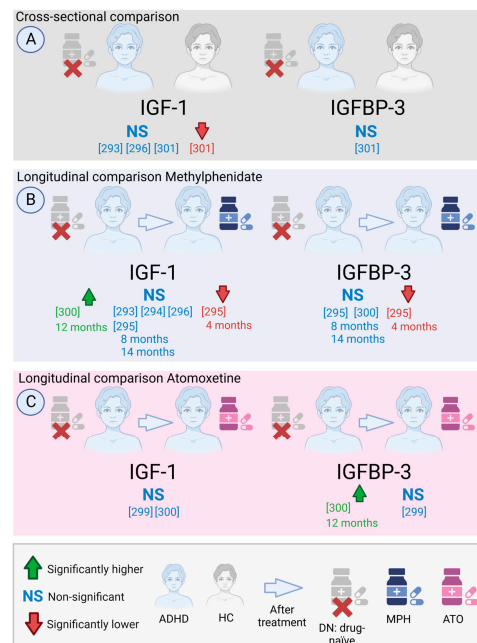 Cross-sectional comparison
A
IGF-1
IGFBP-3
NS
[293] [296] [301]
[301]
NS
[301]
Longitudinal comparison Methylphenidate
B
IGF-1
IGFBP-3
[300]
12 months
NS
[293] [294] [296]
[295]
8 months
14 months
[295]
4 months
NS
[295] [300]
8 months
14 months
[295]
4 months
Longitudinal comparison Atomoxetine
C
IGF-1
IGFBP-3
NS
[299] [300]
[300]
12 months
NS
[299]
Significantly higher
NS Non-significant
Significantly lower
ADHD
HC
After
treatment
DN: drug-
naïve
MPH
ATO